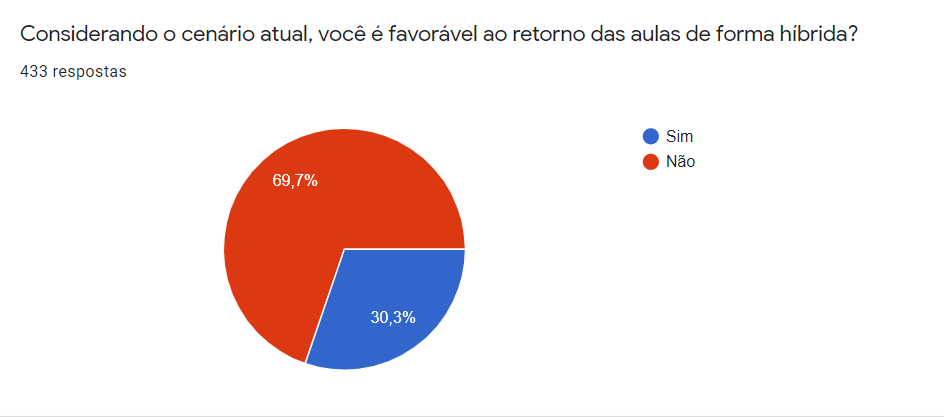 Considerando o cenário atual, você é favorável ao retorno das aulas de forma híbrida?
433 respostas
Sim
Não
69,7%
30,3%